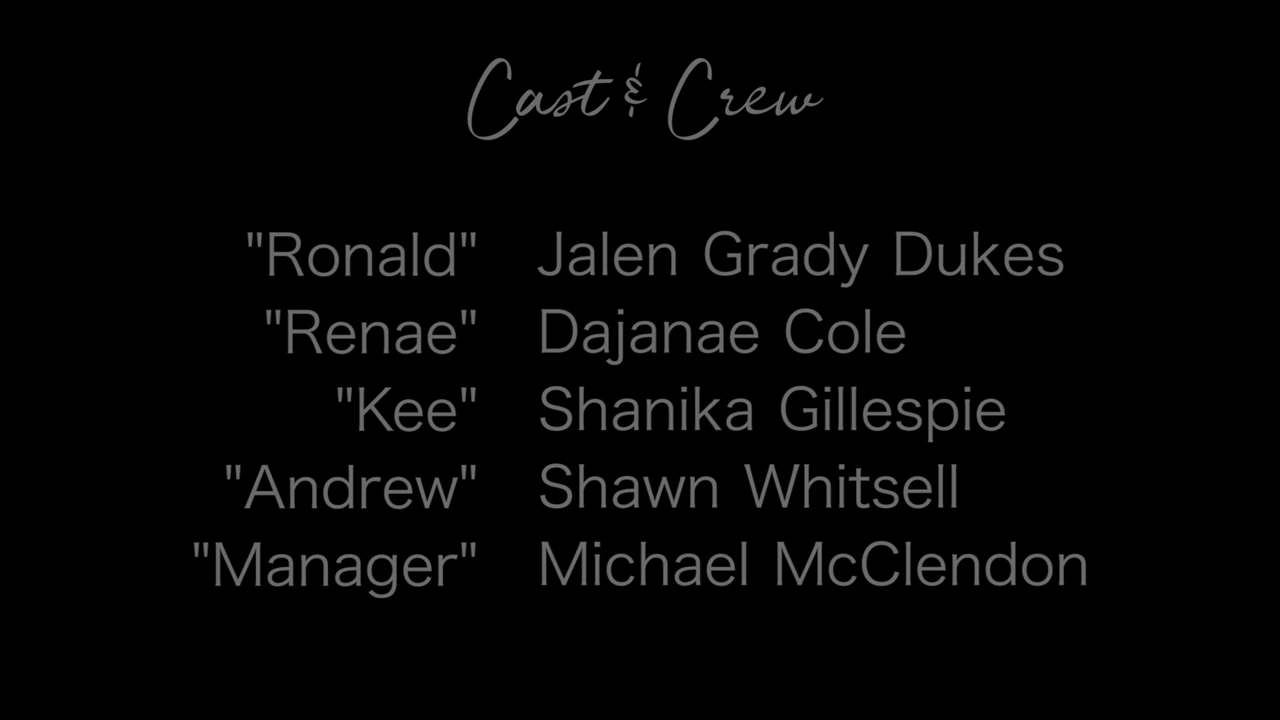 Cast & Crew
"Ronald" Jalen Grady Dukes
"Renae" Dajanae Cole
"Kee" Shanika Gillespie
"Andrew" Shawn Whitsell
"Manager" Michael McClendon